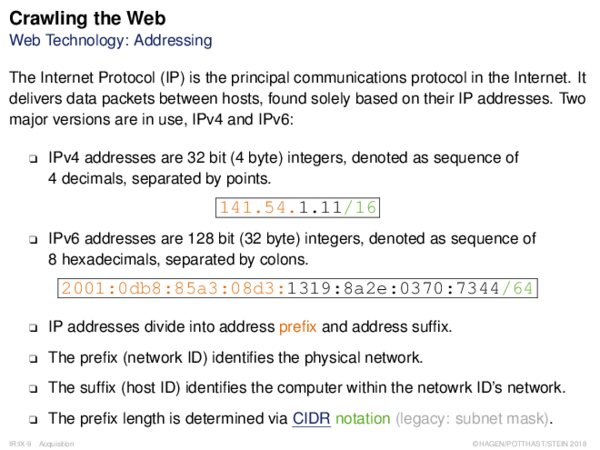 Crawling the Web
Web Technology: Addressing
The Internet Protocol (IP) is the principal communications protocol in the Internet. It
delivers data packets between hosts, found solely based on their IP addresses. Two
major versions are in use, IPv4 and IPv6:
❑ IPv4 addresses are 32 bit (4 byte) integers, denoted as sequence of
4 decimals, separated by points.
141.54.1.11/16
❑ IPv6 addresses are 128 bit (32 byte) integers, denoted as sequence of
8 hexadecimals, separated by colons.
2001:0db8:85a3:08d3:1319:8a2e:0370:7344/64
❑ IP addresses divide into address prefix and address suffix.
❑ The prefix (network ID) identifies the physical network.
❑ The suffix (host ID) identifies the computer within the netowrk ID's network.
❑ The prefix length is determined via CIDR notation (legacy: subnet mask).
IR:IX-9 Acquisition ©HAGEN/POTTHAST/STEIN 2018